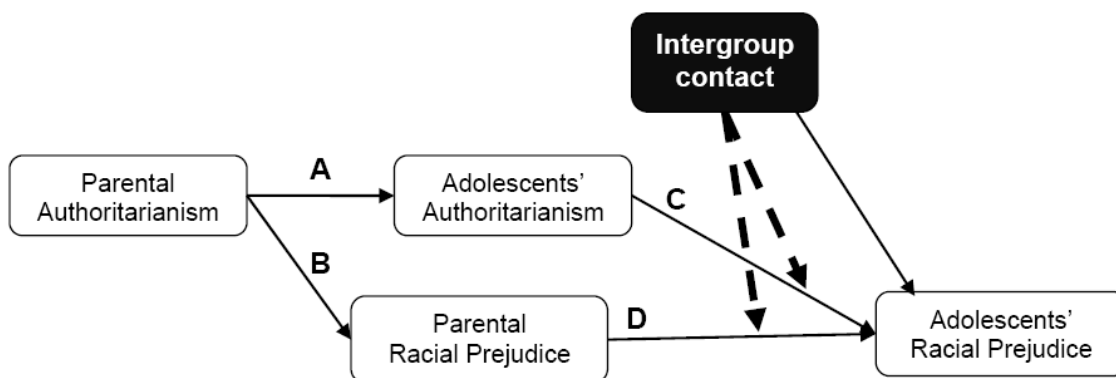 Intergroup
contact
A
Parental
Authoritarianism
Adolescents’
Authoritarianism
C
B
Parental
Racial Prejudice
D
Adolescents’
Racial Prejudice